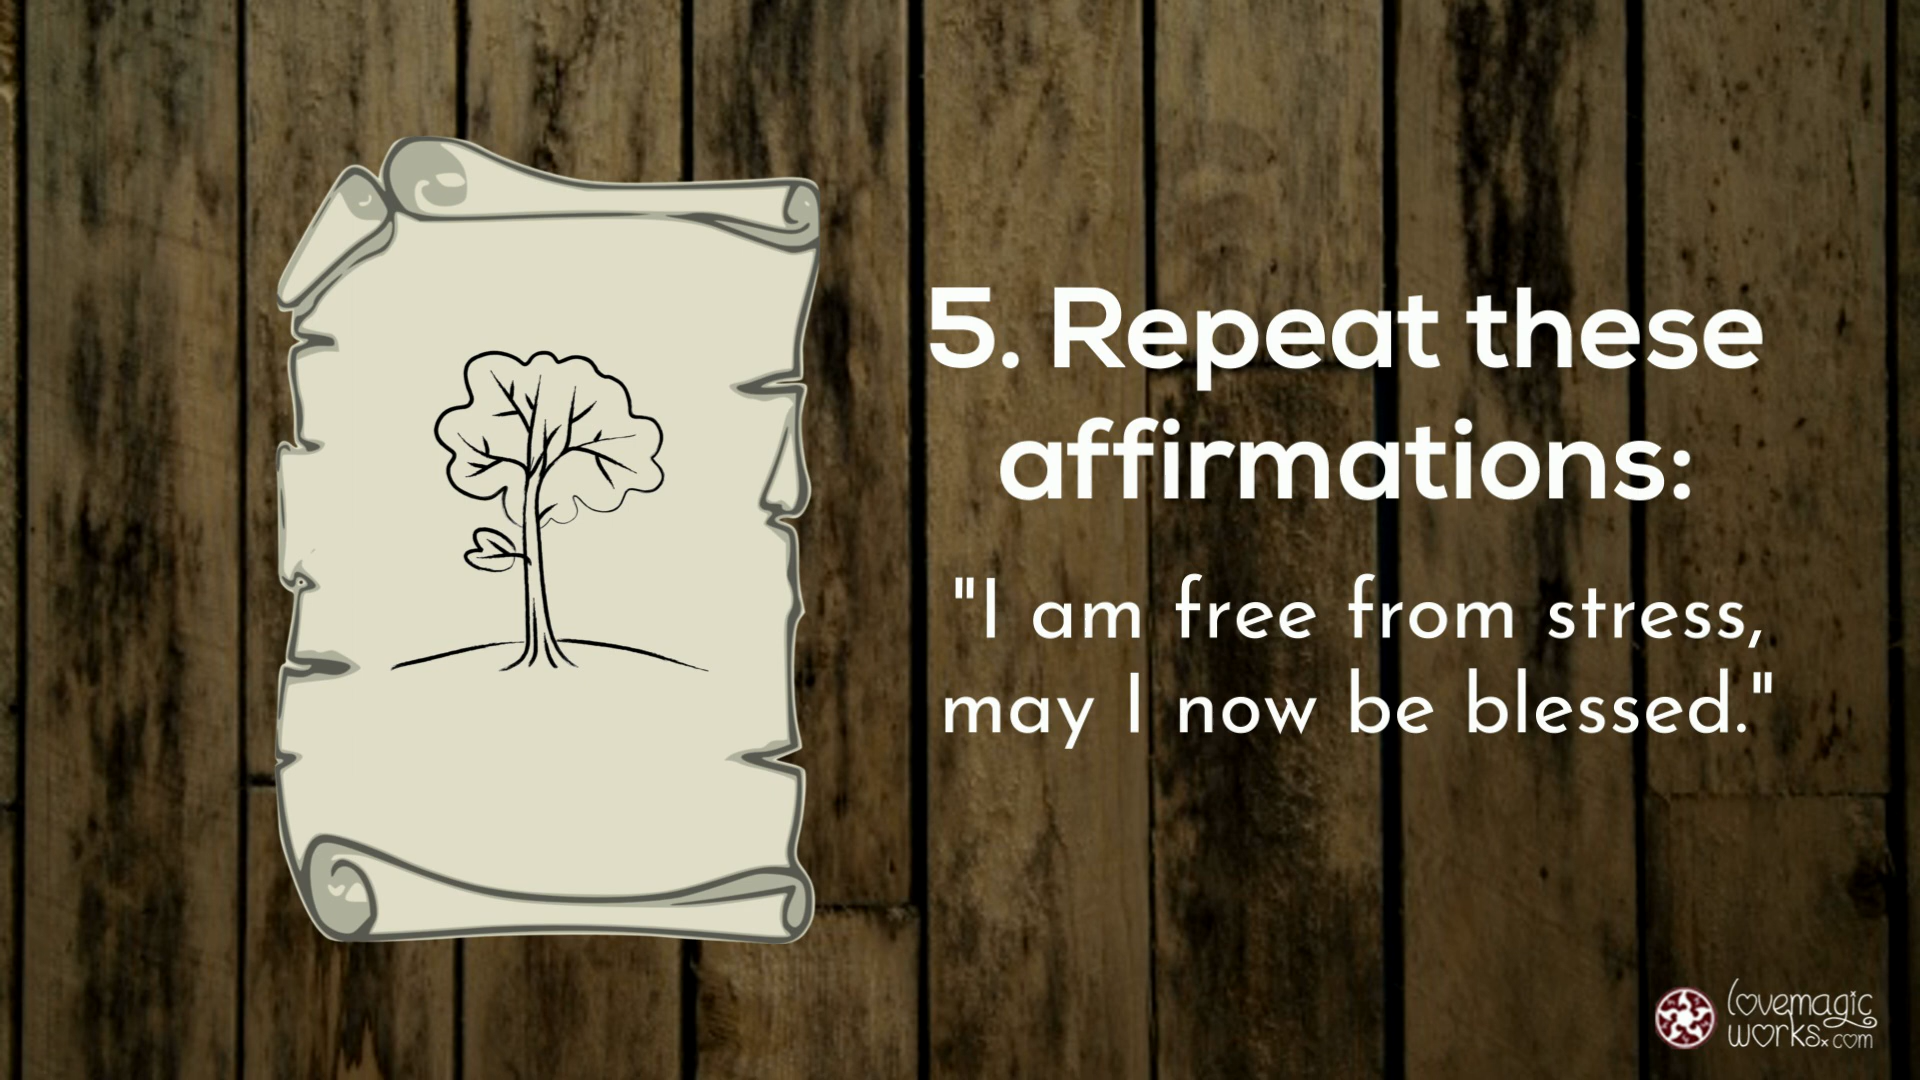 5. Repeat these
affirmations:
"I am free from stress,
may I now be blessed."
lovemagic
works.com